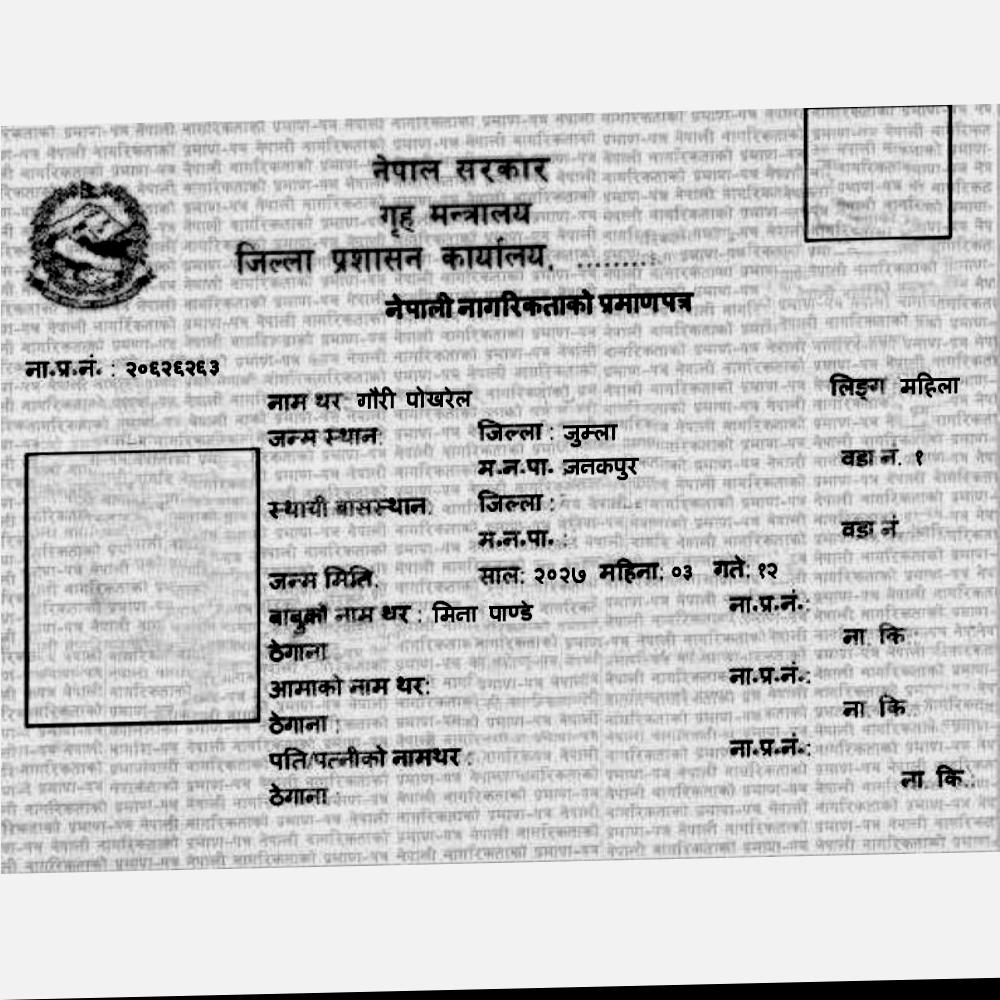 नेपाल सरकार
गृह मन्त्रालय
जिल्ला प्रशासन कार्यालय, .........
नेपाली नागरिकताको प्रमाणपत्र
ना.प्र.नं. : २०६२६२६३
नाम थर: गौरी पोखरेल लिङ्ग महिला
जन्म स्थान: जिल्ला : जुम्ला
म.न.पा. जनकपुर वडा नं. १
स्थायी बासस्थान: जिल्ला :
म.न.पा. : वडा नं.
जन्म मिति: साल: २०२७ महिना: ०३ गते: १२
बाबुको नाम थर : मिना पाण्डे ना.प्र.नं.:
ठेगाना : ना. कि.:
आमाको नाम थर: ना.प्र.नं.:
ठेगाना : ना. कि.:
पति/पत्नीको नामथर : ना.प्र.नं.:
ठेगाना : ना. कि.: